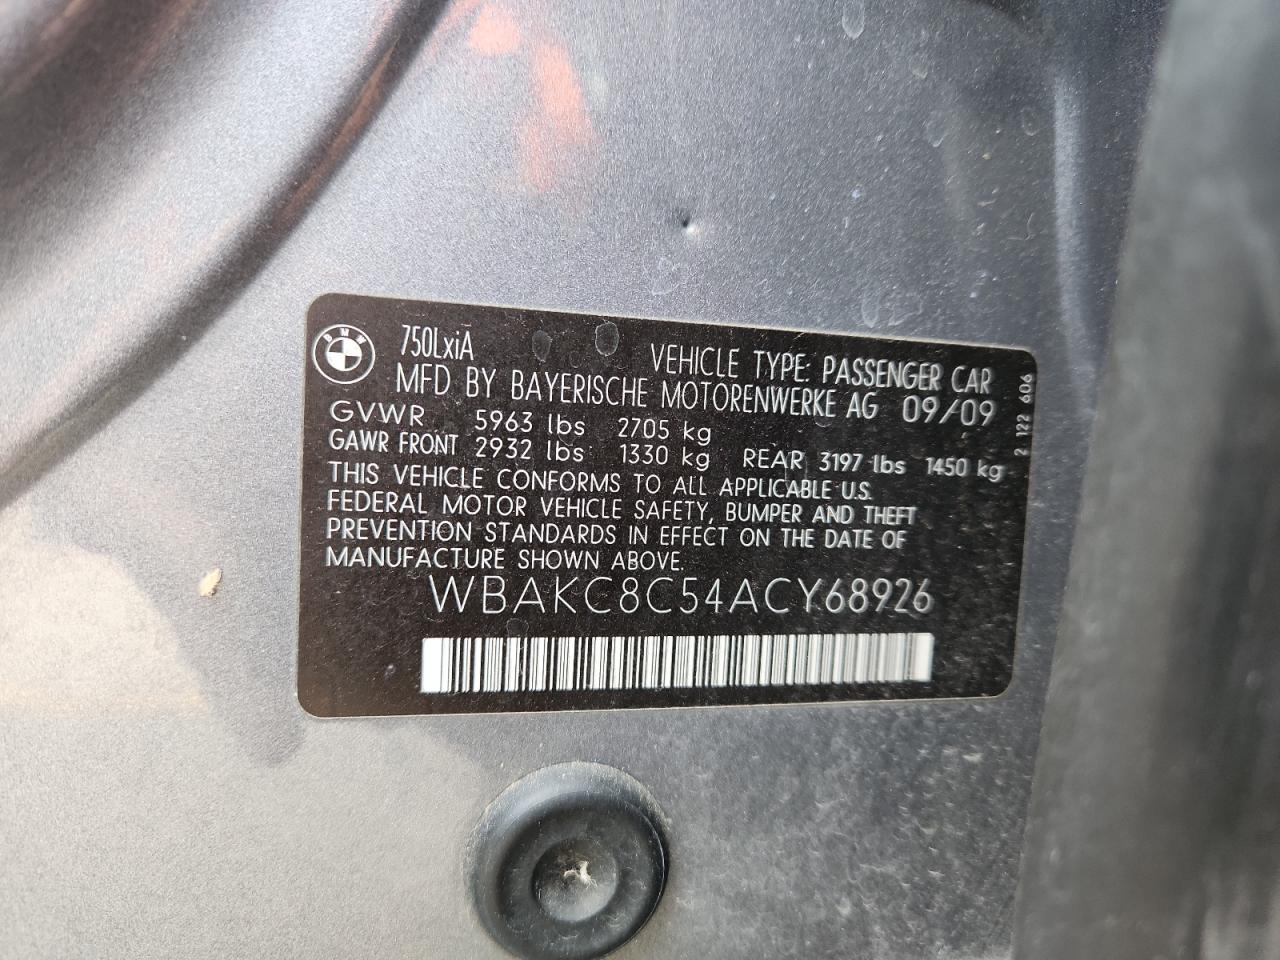 BMW
750LxiA
VEHICLE TYPE: PASSENGER CAR
MFD BY BAYERISCHE MOTORENWERKE AG 09/09
GVWR 5963 lbs 2705 kg
GAWR FRONT 2932 lbs 1330 kg REAR 3197 lbs 1450 kg
THIS VEHICLE CONFORMS TO ALL APPLICABLE U.S.
FEDERAL MOTOR VEHICLE SAFETY, BUMPER AND THEFT
PREVENTION STANDARDS IN EFFECT ON THE DATE OF
MANUFACTURE SHOWN ABOVE.
WBAKC8C54ACY68926
2 122 606